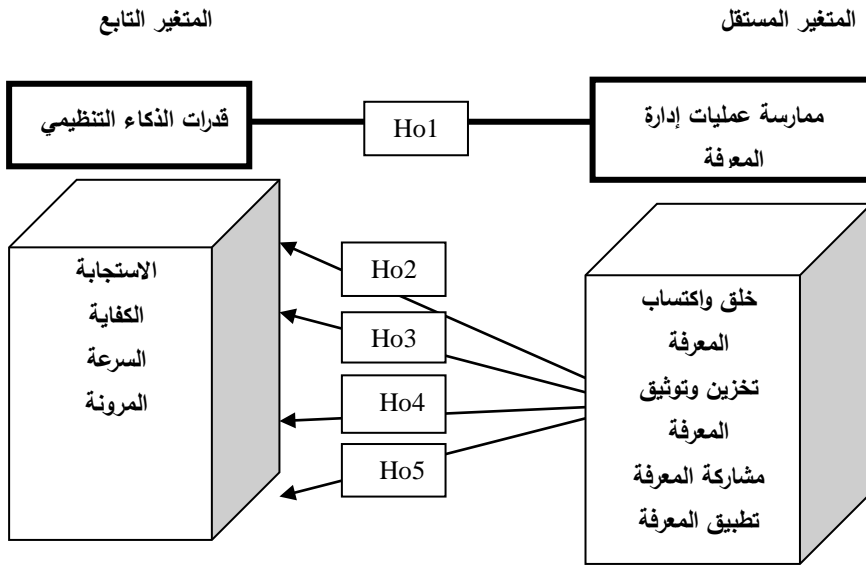 المتغير المستقل
المتغير التابع
ممارسة عمليات إدارة
المعرفة
Ho1
قدرات الذكاء التنظيمي
خلق واكتساب
المعرفة
تخزين وتوثيق
المعرفة
مشاركة المعرفة
تطبيق المعرفة
Ho2
Ho3
Ho4
Ho5
الاستجابة
الكفاية
السرعة
المرونة